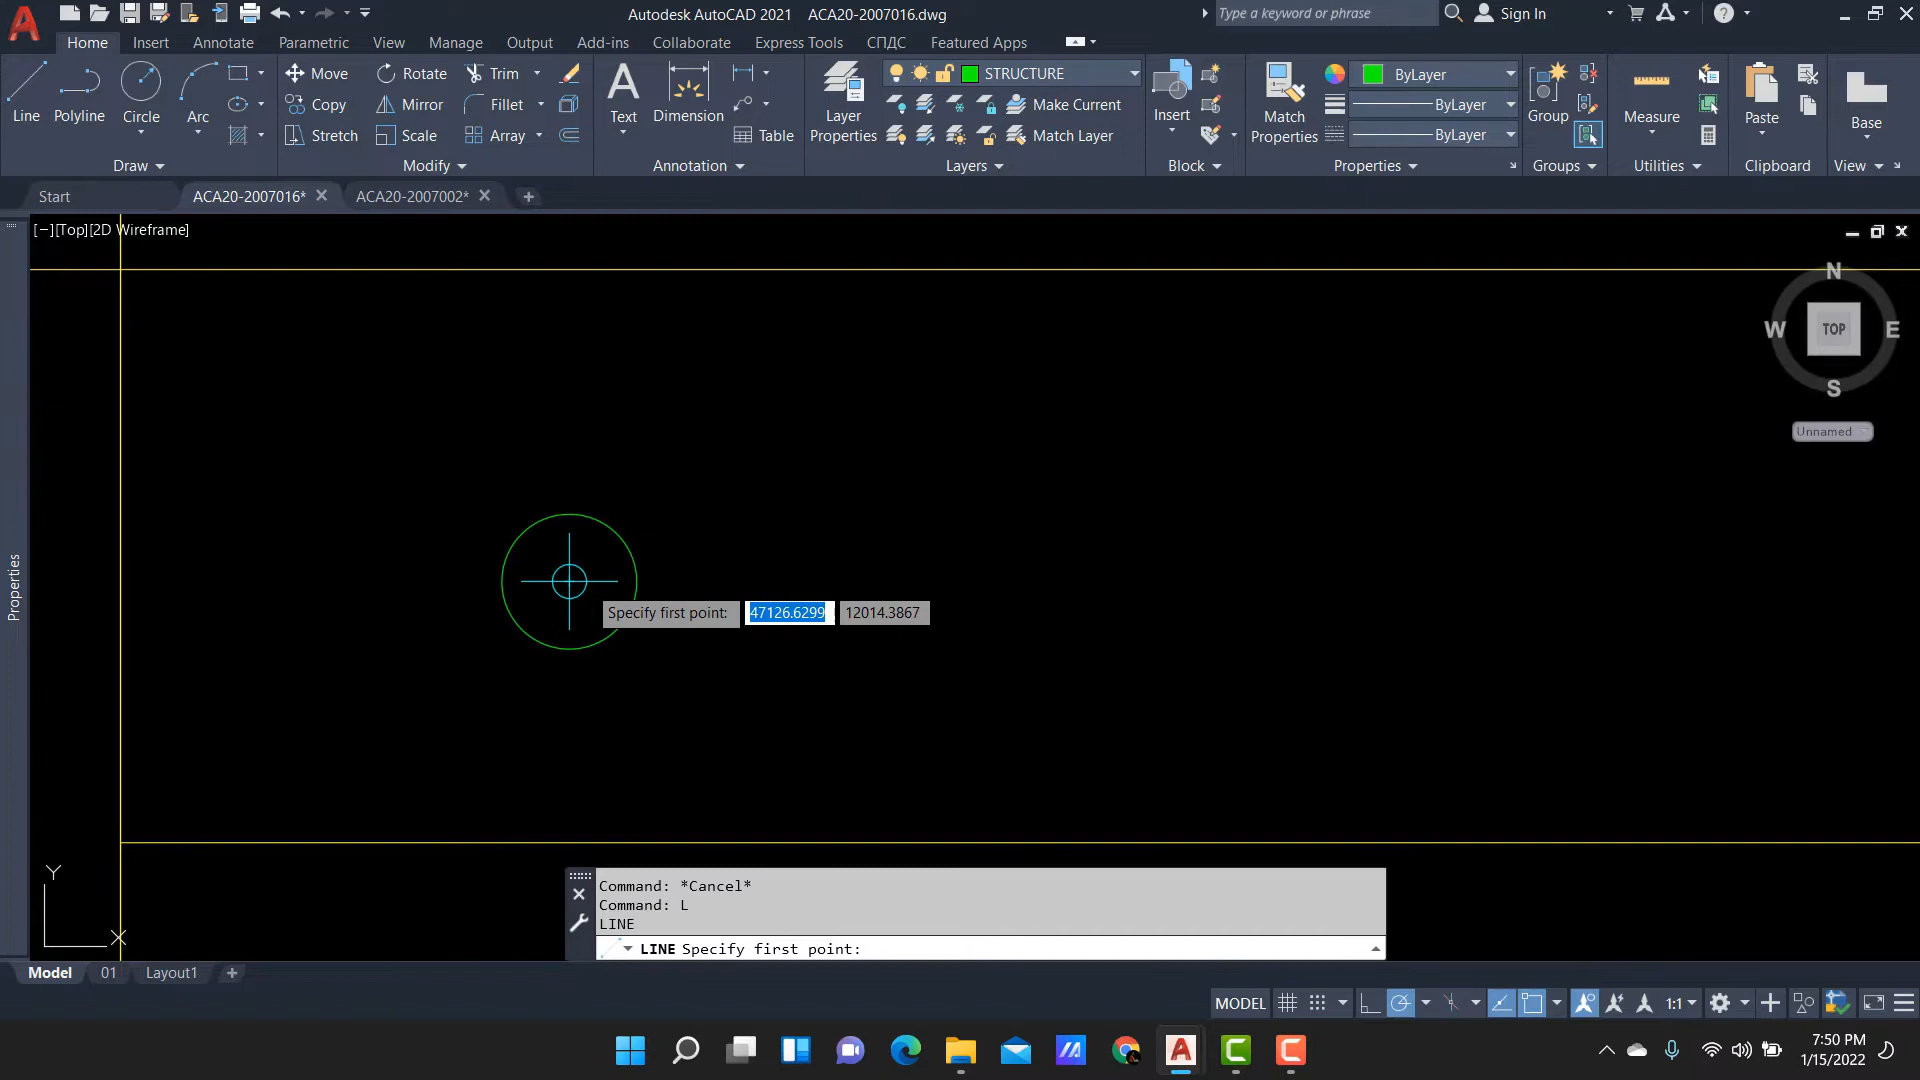 Autodesk AutoCAD 2021 ACA20-2007016.dwg
Type a keyword or phrase
Sign In
Home Insert Annotate Parametric View Manage Output Add-ins Collaborate Express Tools СПДС Featured Apps
Line
Polyline
Circle
Arc
Draw
Move
Rotate
Trim
Copy
Mirror
Fillet
Stretch
Scale
Array
Modify
Text
Dimension
Table
Annotation
Layer
Properties
STRUCTURE
Make Current
Match Layer
Layers
Insert
Block
Match
Properties
ByLayer
ByLayer
ByLayer
Properties
Group
Groups
Measure
Utilities
Paste
Clipboard
Base
View
Start
ACA20-2007016*
ACA20-2007002*
[−][Top][2D Wireframe]
N
W
TOP
E
S
Unnamed
Properties
Specify first point: 47126.6299 12014.3867
Y
X
Command: *Cancel*
Command: L
LINE
LINE Specify first point:
Model 01 Layout1
MODEL
1:1
7:50 PM
1/15/2022